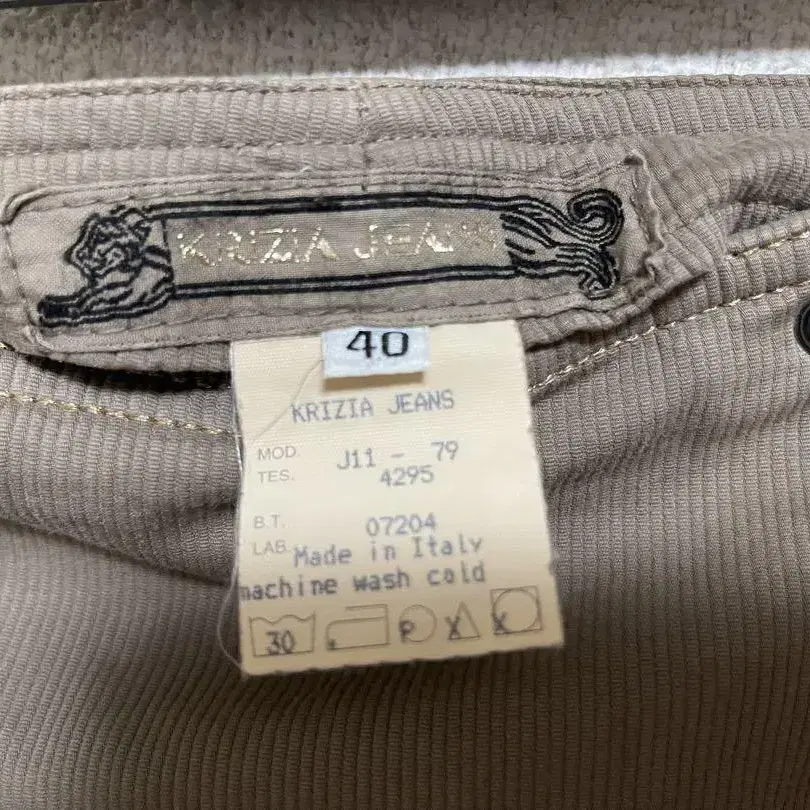 KRIZIA JEANS
40
KRIZIA JEANS
MOD. J11 - 79
TES. 4295
B.T. 07204
LAB.
Made in Italy
machine wash cold
30 P X X